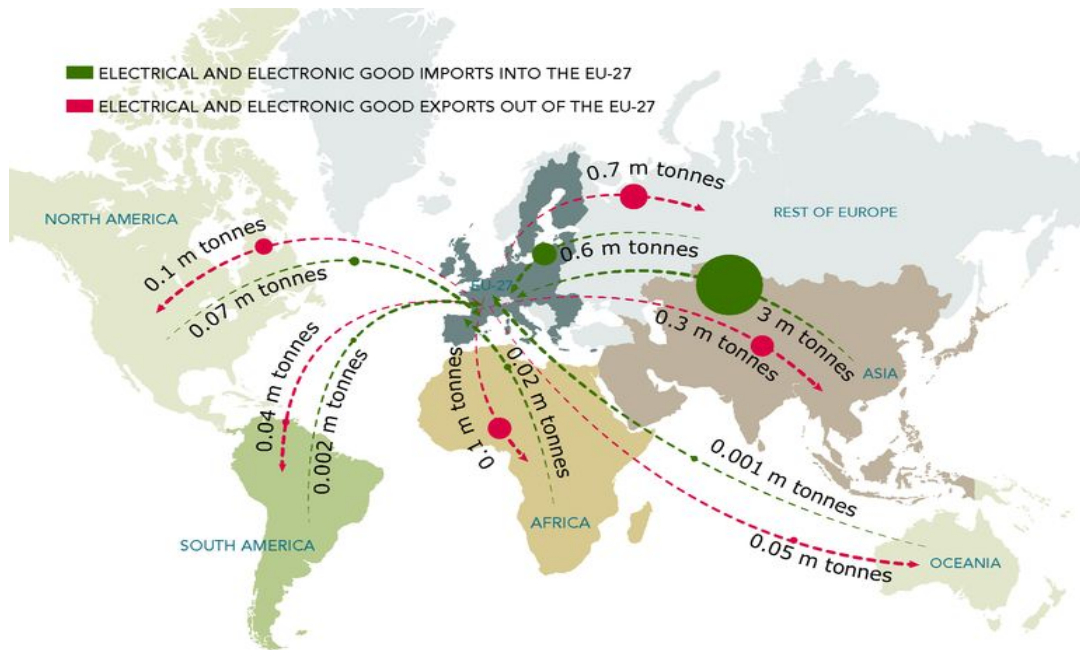 ELECTRICAL AND ELECTRONIC GOOD IMPORTS INTO THE EU-27
ELECTRICAL AND ELECTRONIC GOOD EXPORTS OUT OF THE EU-27
0.7 m tonnes
NORTH AMERICA
REST OF EUROPE
0.1 m tonnes
0.6 m tonnes
EU-27
0.07 m tonnes
0.3 m tonnes
3 m tonnes
ASIA
0.04 m tonnes
0.002 m tonnes
0.1 m tonnes
0.02 m tonnes
0.001 m tonnes
AFRICA
SOUTH AMERICA
0.05 m tonnes
OCEANIA